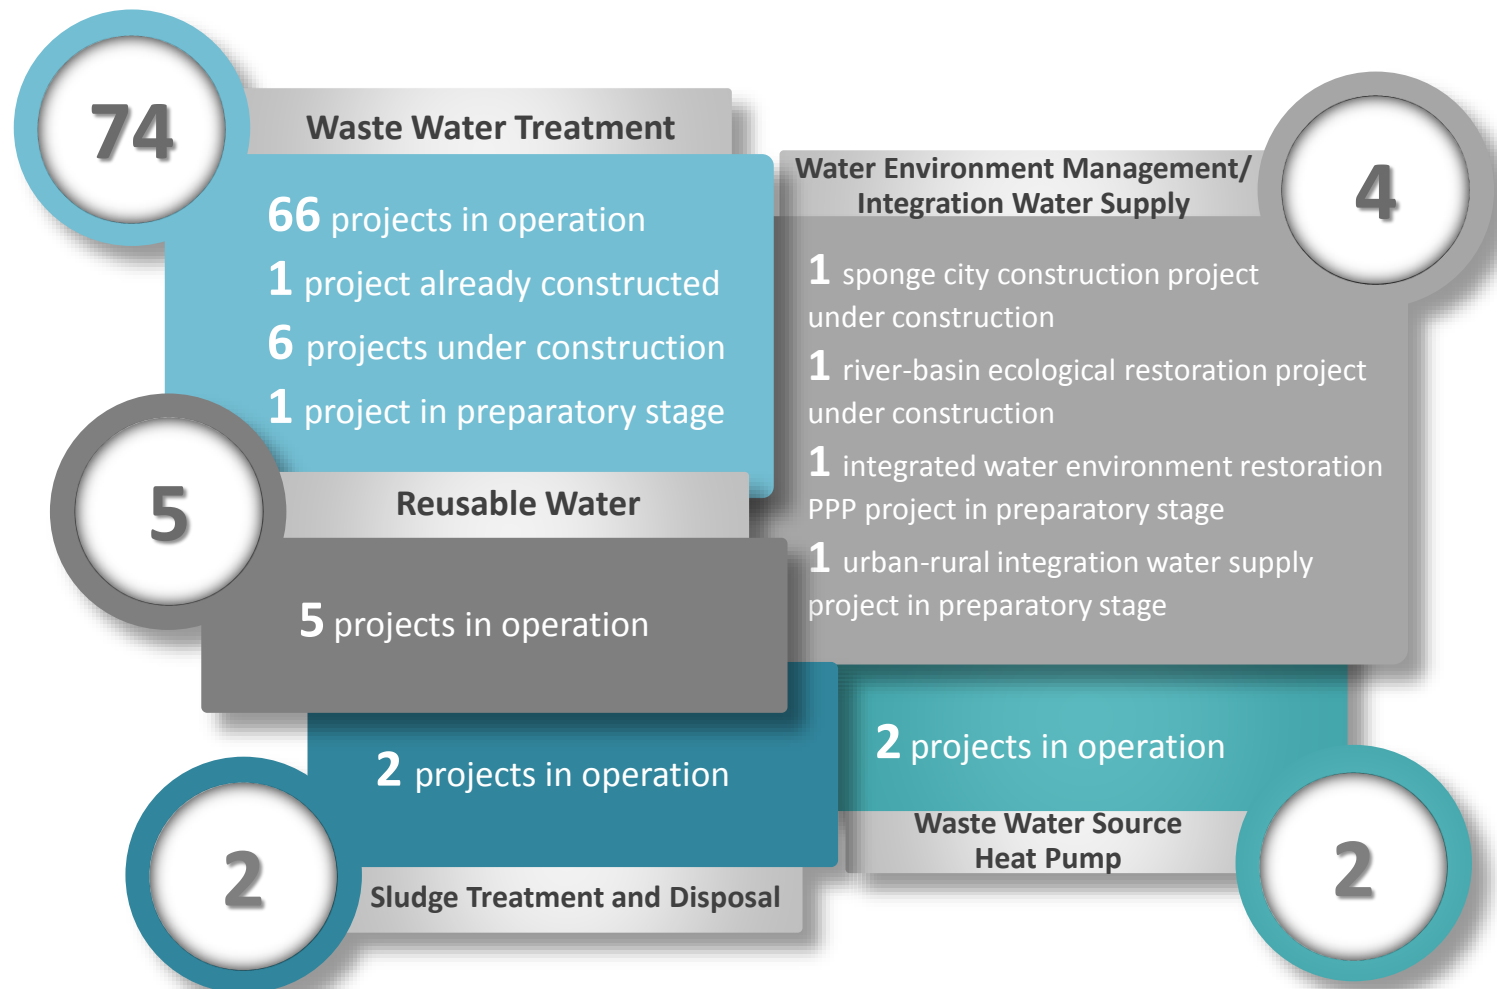 74
Waste Water Treatment
66 projects in operation
1 project already constructed
6 projects under construction
1 project in preparatory stage
5
Reusable Water
5 projects in operation
2 projects in operation
2
Sludge Treatment and Disposal
Water Environment Management/
Integration Water Supply
4
1 sponge city construction project
under construction
1 river-basin ecological restoration project
under construction
1 integrated water environment restoration
PPP project in preparatory stage
1 urban-rural integration water supply
project in preparatory stage
2 projects in operation
Waste Water Source
Heat Pump
2